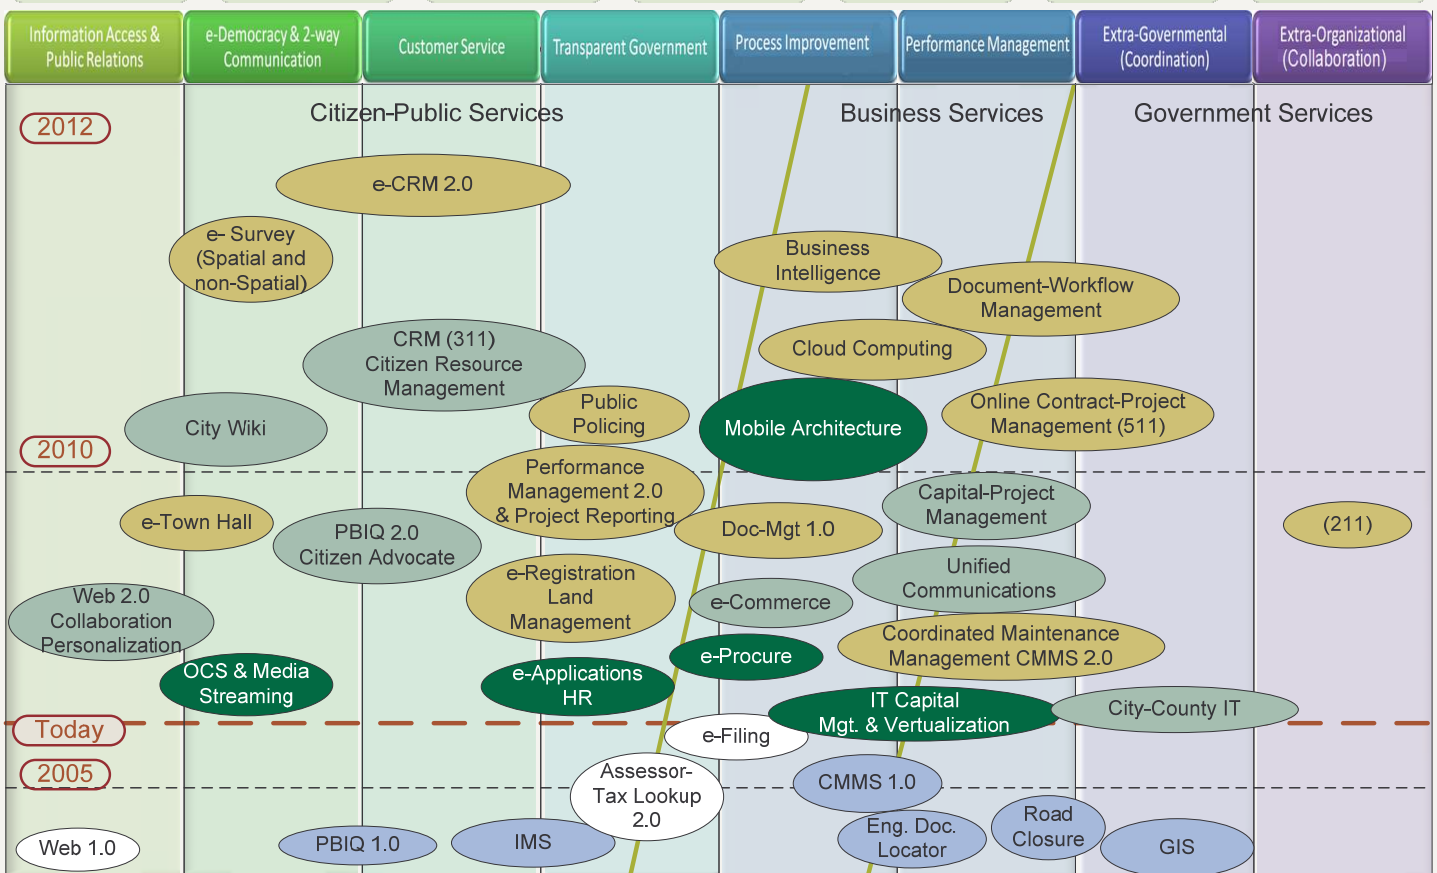 Information Access &
Public Relations
e-Democracy & 2-way
Communication
Customer Service
Transparent Government
Process Improvement
Performance Management
Extra-Governmental
(Coordination)
Extra-Organizational
(Collaboration)
Citizen-Public Services
Business Services
Government Services
2012
e-CRM 2.0
e- Survey
(Spatial and
non-Spatial)
Business
Intelligence
Document-Workflow
Management
CRM (311)
Citizen Resource
Management
Cloud Computing
Public
Policing
Online Contract-Project
Management (511)
City Wiki
Mobile Architecture
2010
Performance
Management 2.0
& Project Reporting
Capital-Project
Management
e-Town Hall
PBIQ 2.0
Citizen Advocate
Doc-Mgt 1.0
(211)
e-Registration
Land
Management
Unified
Communications
Web 2.0
Collaboration
Personalization
e-Commerce
Coordinated Maintenance
Management CMMS 2.0
e-Procure
OCS & Media
Streaming
e-Applications
HR
IT Capital
Mgt. & Vertualization
City-County IT
Today
e-Filing
2005
Assessor-
Tax Lookup
2.0
CMMS 1.0
Web 1.0
PBIQ 1.0
IMS
Eng. Doc.
Locator
Road
Closure
GIS